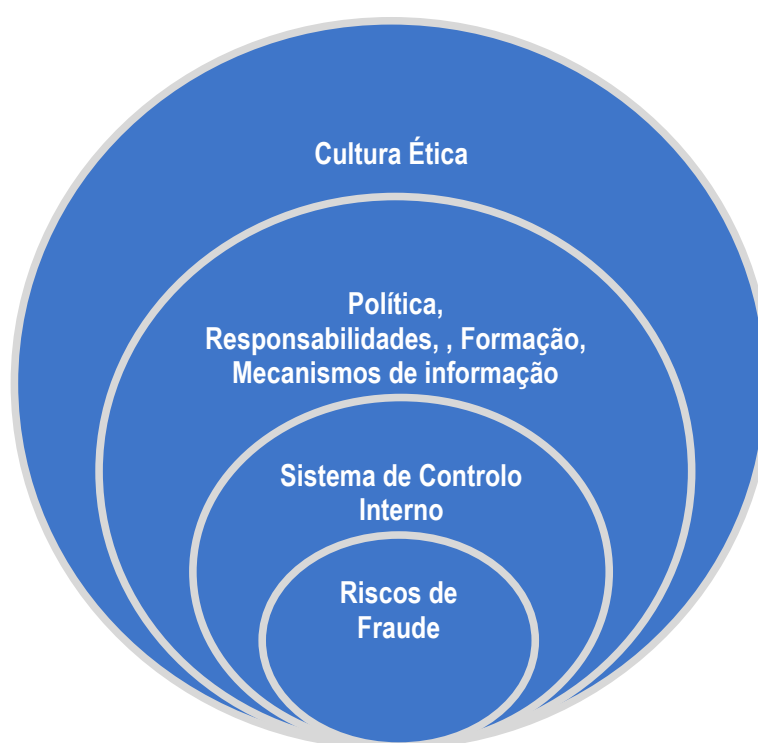 Cultura Ética
Política,
Responsabilidades, , Formação,
Mecanismos de informação
Sistema de Controlo
Interno
Riscos de
Fraude